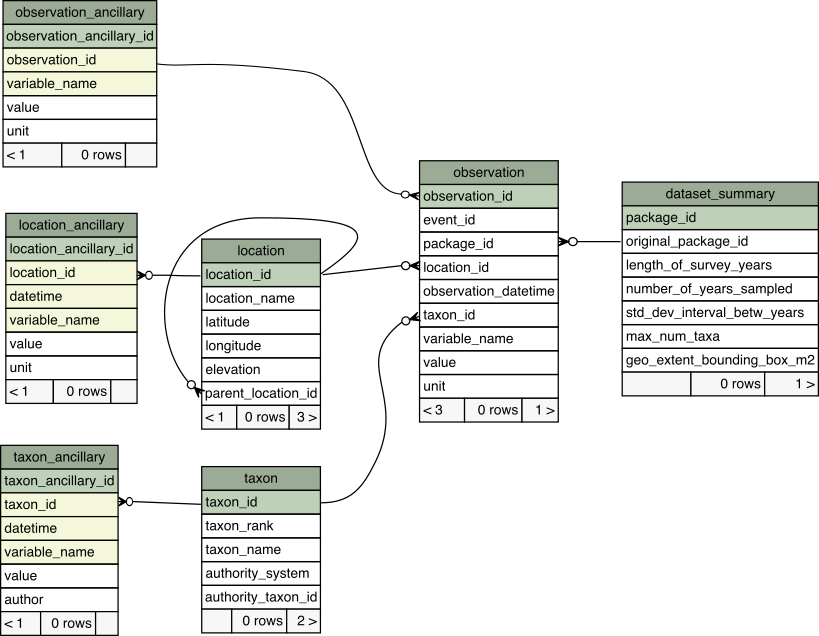 observation_ancillary
observation_ancillary_id
observation_id
variable_name
value
unit
< 1 0 rows
location_ancillary
location_ancillary_id
location_id
datetime
variable_name
value
unit
< 1 0 rows
taxon_ancillary
taxon_ancillary_id
taxon_id
datetime
variable_name
value
author
< 1 0 rows
location
location_id
location_name
latitude
longitude
elevation
parent_location_id
< 1 0 rows 3 >
taxon
taxon_id
taxon_rank
taxon_name
authority_system
authority_taxon_id
0 rows 2 >
observation
observation_id
event_id
package_id
location_id
observation_datetime
taxon_id
variable_name
value
unit
< 3 0 rows 1 >
dataset_summary
package_id
original_package_id
length_of_survey_years
number_of_years_sampled
std_dev_interval_betw_years
max_num_taxa
geo_extent_bounding_box_m2
0 rows 1 >